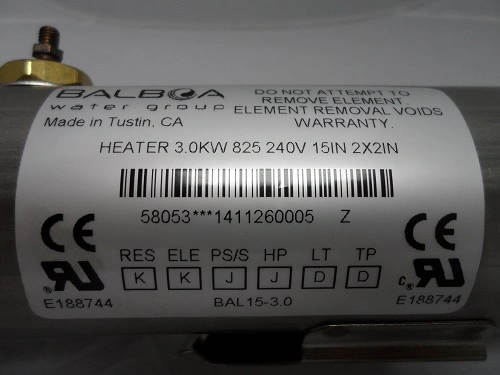 BALBOA
water group
Made in Tustin, CA
DO NOT ATTEMPT TO
REMOVE ELEMENT.
ELEMENT REMOVAL VOIDS
WARRANTY.
HEATER 3.0KW 825 240V 15IN 2X2IN
58053***1411260005 Z
CE
RU ®
E188744
RES ELE PS/S HP LT TP
K K J J D D
BAL15-3.0
CE
c RU ®
E188744